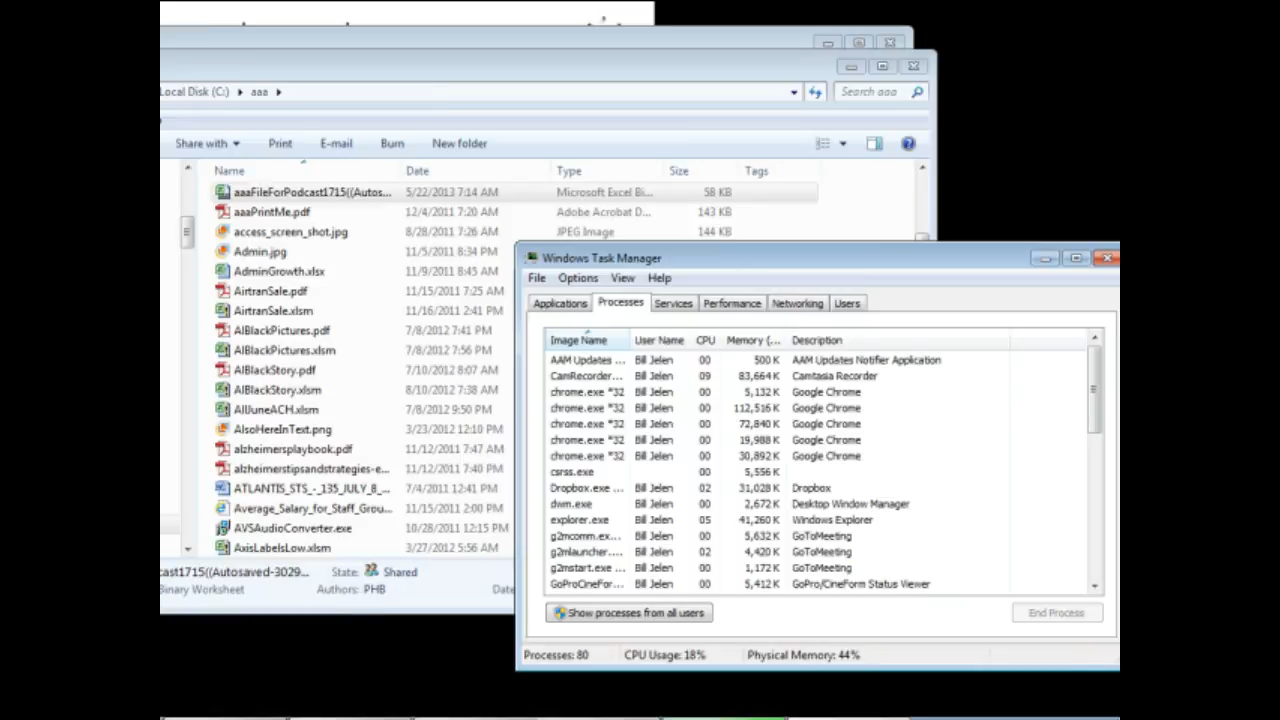 Local Disk (C:) aaa
Search aaa
Share with Print E-mail Burn New folder
Name Date Type Size Tags
aaaFileForPodcast1715((Autos... 5/22/2013 7:14 AM Microsoft Excel Bi... 58 KB
aaaPrintMe.pdf 12/4/2011 7:20 AM Adobe Acrobat D... 143 KB
access_screen_shot.jpg 8/28/2011 7:26 AM JPEG Image 144 KB
Admin.jpg 11/5/2011 8:34 PM
AdminGrowth.xlsx 11/9/2011 8:45 AM
AirtranSale.pdf 11/15/2011 7:25 AM
AirtranSale.xlsm 11/16/2011 2:41 PM
AlBlackPictures.pdf 7/8/2012 7:41 PM
AlBlackPictures.xlsm 7/8/2012 7:56 PM
AlBlackStory.pdf 7/10/2012 8:07 AM
AlBlackStory.xlsm 8/10/2012 7:38 AM
AllJuneACH.xlsm 7/8/2012 9:50 PM
AlsoHereInText.png 3/23/2012 12:10 PM
alzheimersplaybook.pdf 11/12/2011 7:47 AM
alzheimerstipsandstrategies-e... 11/12/2011 7:40 PM
ATLANTIS_STS_-_135_JULY_8_... 7/4/2011 12:41 PM
Average_Salary_for_Staff_Grou... 11/15/2011 2:00 PM
AVSAudioConverter.exe 10/28/2011 12:15 PM
AxisLabelsLow.xlsm 3/27/2012 5:56 AM
cast1715((Autosaved-3029... State: Shared
Binary Worksheet Authors: PHB Date
Windows Task Manager
File Options View Help
Applications Processes Services Performance Networking Users
Image Name User Name CPU Memory (... Description
AAM Updates ... Bill Jelen 00 500 K AAM Updates Notifier Application
CamRecorder... Bill Jelen 09 83,664 K Camtasia Recorder
chrome.exe *32 Bill Jelen 00 5,132 K Google Chrome
chrome.exe *32 Bill Jelen 00 112,516 K Google Chrome
chrome.exe *32 Bill Jelen 00 72,840 K Google Chrome
chrome.exe *32 Bill Jelen 00 19,988 K Google Chrome
chrome.exe *32 Bill Jelen 00 30,892 K Google Chrome
csrss.exe 00 5,556 K
Dropbox.exe ... Bill Jelen 02 31,028 K Dropbox
dwm.exe Bill Jelen 00 2,672 K Desktop Window Manager
explorer.exe Bill Jelen 05 41,260 K Windows Explorer
g2mcomm.ex... Bill Jelen 00 5,632 K GoToMeeting
g2mlauncher.... Bill Jelen 02 4,420 K GoToMeeting
g2mstart.exe ... Bill Jelen 00 1,172 K GoToMeeting
GoProCineFor... Bill Jelen 00 5,412 K GoPro/CineForm Status Viewer
Show processes from all users End Process
Processes: 80 CPU Usage: 18% Physical Memory: 44%